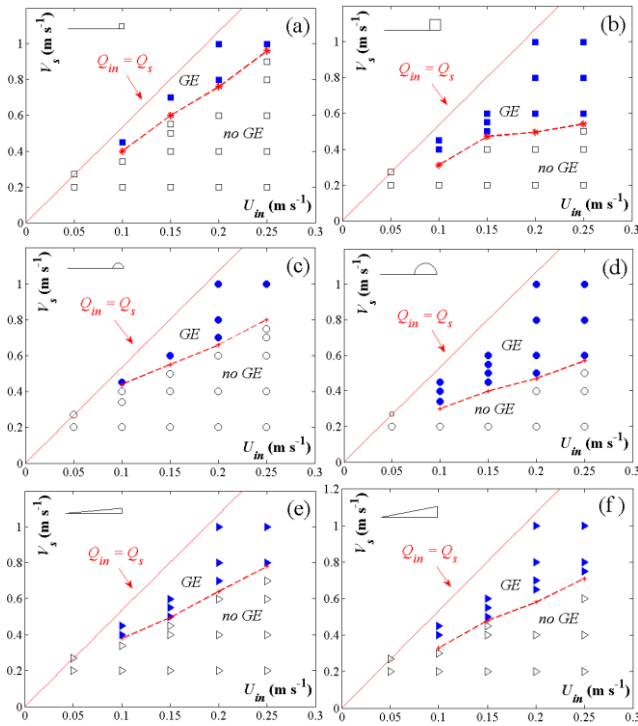 (a)
V_s (m s⁻¹)
Q_in = Q_s
GE
no GE
U_in (m s⁻¹)
1
0.8
0.6
0.4
0.2
0
0 0.05 0.1 0.15 0.2 0.25 0.3
(b)
V_s (m s⁻¹)
Q_in = Q_s
GE
no GE
U_in (m s⁻¹)
1
0.8
0.6
0.4
0.2
0
0 0.05 0.1 0.15 0.2 0.25 0.3
(c)
V_s (m s⁻¹)
Q_in = Q_s
GE
no GE
U_in (m s⁻¹)
1
0.8
0.6
0.4
0.2
0
0 0.05 0.1 0.15 0.2 0.25 0.3
(d)
V_s (m s⁻¹)
Q_in = Q_s
GE
no GE
U_in (m s⁻¹)
1
0.8
0.6
0.4
0.2
0
0 0.05 0.1 0.15 0.2 0.25 0.3
(e)
V_s (m s⁻¹)
Q_in = Q_s
GE
no GE
U_in (m s⁻¹)
1
0.8
0.6
0.4
0.2
0
0 0.05 0.1 0.15 0.2 0.25 0.3
(f)
V_s (m s⁻¹)
Q_in = Q_s
GE
no GE
U_in (m s⁻¹)
1.2
1
0.8
0.6
0.4
0.2
0
0 0.05 0.1 0.15 0.2 0.25 0.3